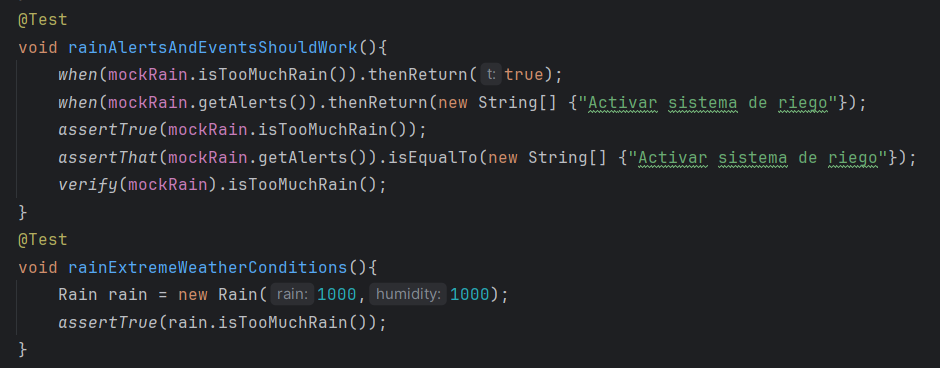 @Test
void rainAlertsAndEventsShouldWork(){
when(mockRain.isTooMuchRain()).thenReturn( t: true);
when(mockRain.getAlerts()).thenReturn(new String[] {"Activar sistema de riego"});
assertTrue(mockRain.isTooMuchRain());
assertThat(mockRain.getAlerts()).isEqualTo(new String[] {"Activar sistema de riego"});
verify(mockRain).isTooMuchRain();
}
@Test
void rainExtremeWeatherConditions(){
Rain rain = new Rain( rain: 1000, humidity: 1000);
assertTrue(rain.isTooMuchRain());
}